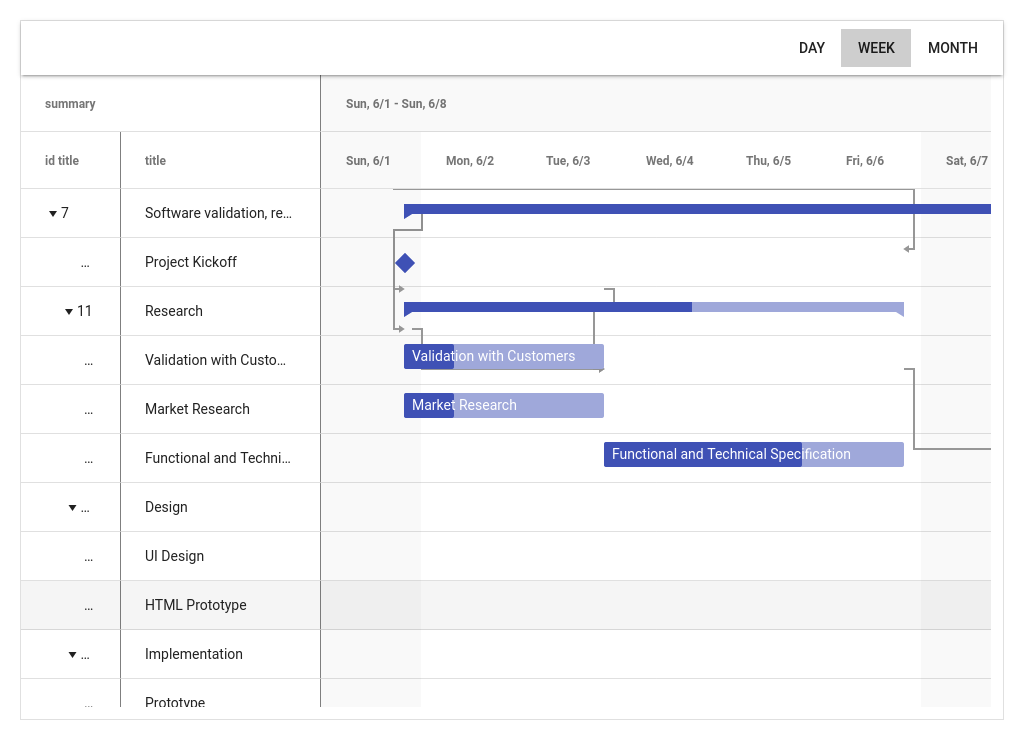 DAY WEEK MONTH
summary Sun, 6/1 - Sun, 6/8
id title title Sun, 6/1 Mon, 6/2 Tue, 6/3 Wed, 6/4 Thu, 6/5 Fri, 6/6 Sat, 6/7
7 Software validation, re…
… Project Kickoff
11 Research
… Validation with Custo… Validation with Customers
… Market Research Market Research
… Functional and Techni… Functional and Technical Specification
… Design
… UI Design
… HTML Prototype
… Implementation
… Prototype